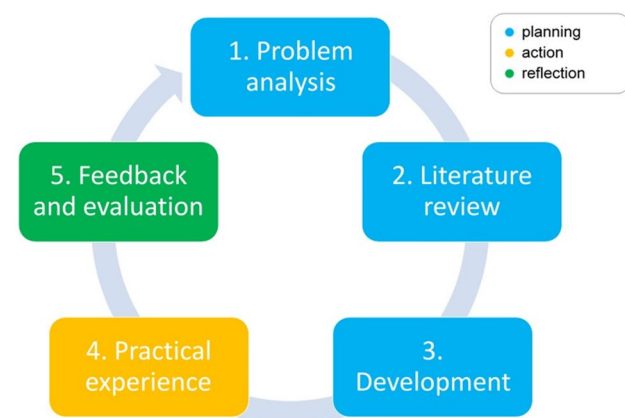 1. Problem
analysis
planning
action
reflection
5. Feedback
and evaluation
2. Literature
review
4. Practical
experience
3.
Development